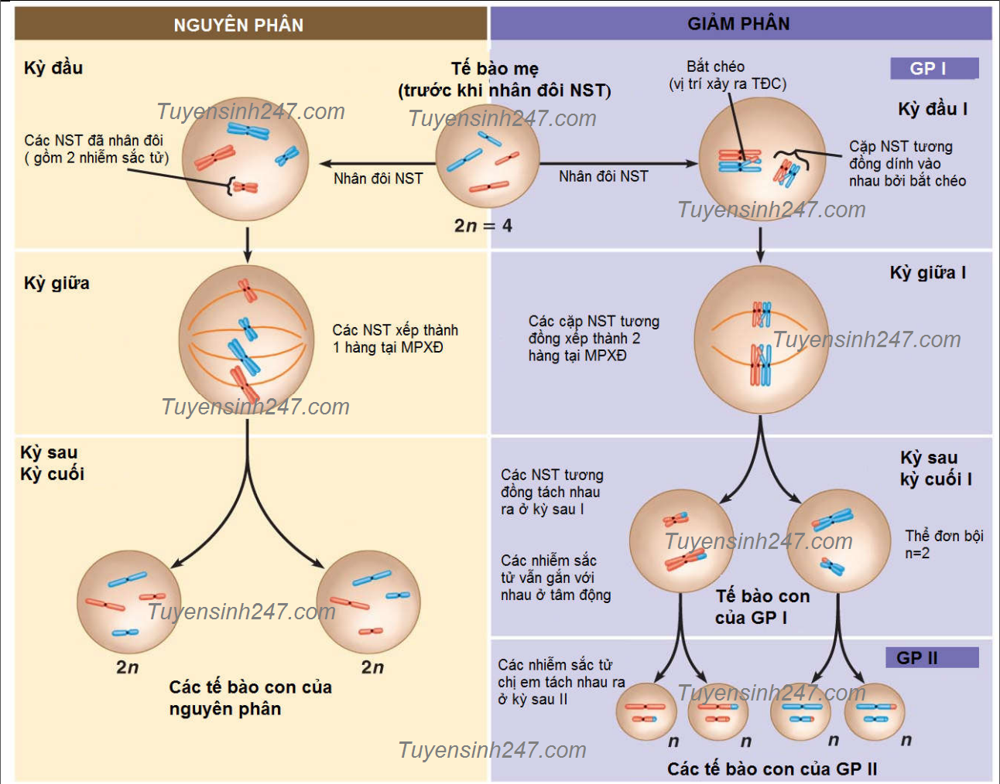 NGUYÊN PHÂN
GIẢM PHÂN
Kỳ đầu
Tế bào mẹ
(trước khi nhân đôi NST)
Bắt chéo
(vị trí xảy ra TĐC)
GP I
Kỳ đầu I
Tuyensinh247.com
Tuyensinh247.com
Các NST đã nhân đôi
( gồm 2 nhiễm sắc tử)
Nhân đôi NST
Nhân đôi NST
Cặp NST tương
đồng dính vào
nhau bởi bắt chéo
Tuyensinh247.com
2n = 4
Kỳ giữa
Các NST xếp thành
1 hàng tại MPXĐ
Tuyensinh247.com
Kỳ giữa I
Các cặp NST tương
đồng xếp thành 2
hàng tại MPXĐ
Tuyensinh247.com
Kỳ sau
Kỳ cuối
Tuyensinh247.com
2n
2n
Các tế bào con của
nguyên phân
Kỳ sau
kỳ cuối I
Các NST tương
đồng tách nhau
ra ở kỳ sau I
Tuyensinh247.com
Thể đơn bội
n=2
Các nhiễm sắc
tử vẫn gắn với
nhau ở tâm động
Tế bào con
của GP I
GP II
Các nhiễm sắc tử
chị em tách nhau ra
ở kỳ sau II
Tuyensinh247.com
n
n
n
n
Tuyensinh247.com
Các tế bào con của GP II